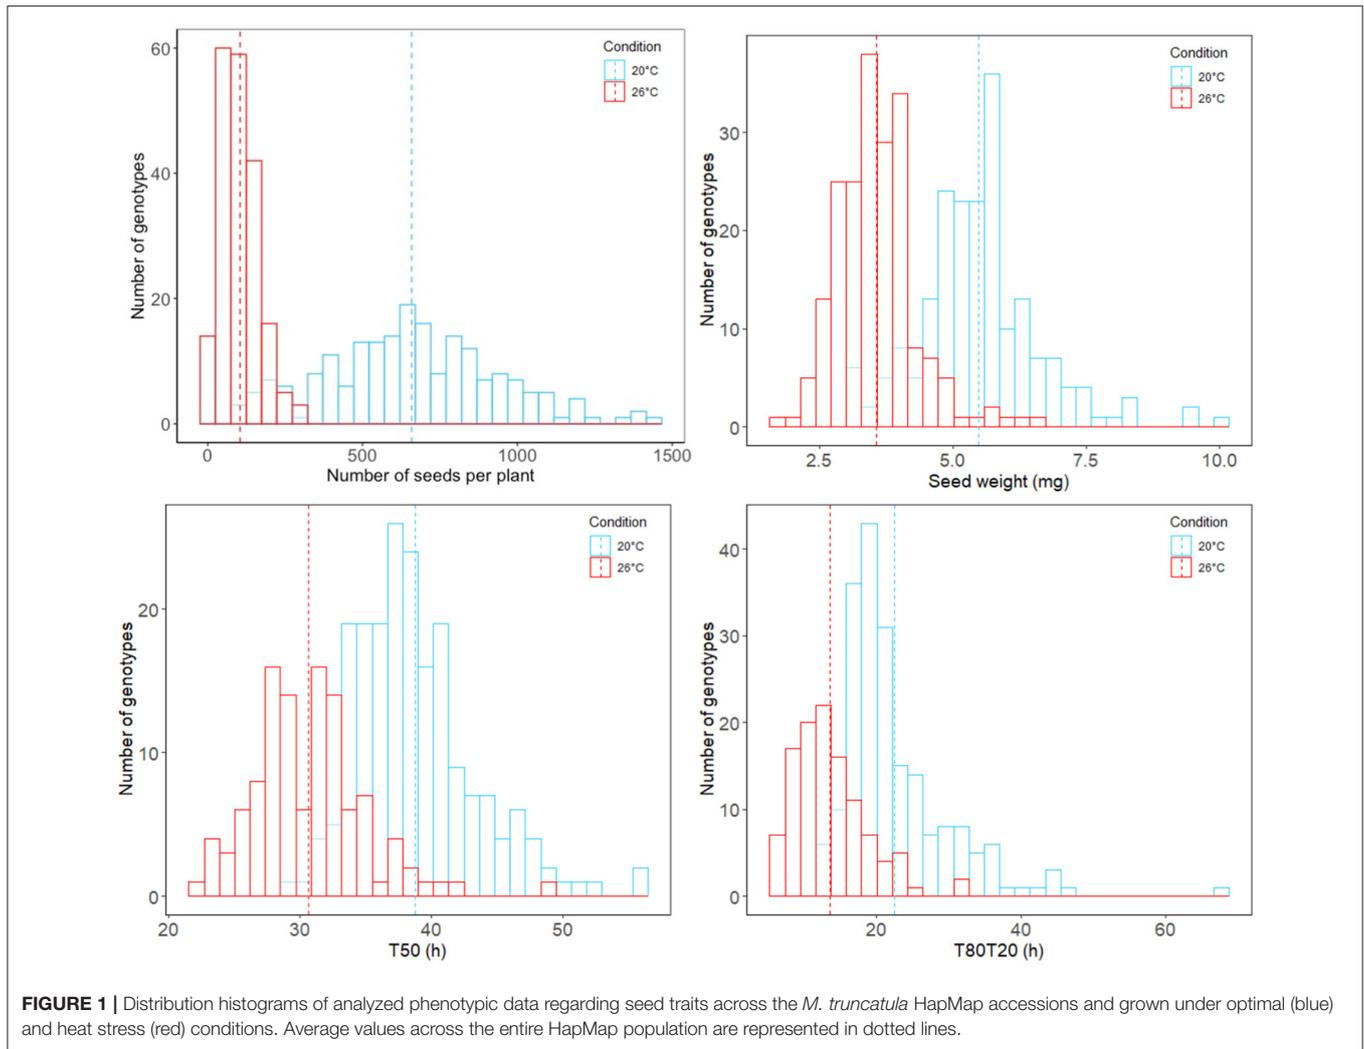 Condition
20°C
26°C
60
40
20
0
Number of genotypes
0 500 1000 1500
Number of seeds per plant
Condition
20°C
26°C
30
20
10
0
Number of genotypes
2.5 5.0 7.5 10.0
Seed weight (mg)
Condition
20°C
26°C
20
10
0
Number of genotypes
20 30 40 50
T50 (h)
Condition
20°C
26°C
40
30
20
10
0
Number of genotypes
20 40 60
T80T20 (h)
FIGURE 1 | Distribution histograms of analyzed phenotypic data regarding seed traits across the M. truncatula HapMap accessions and grown under optimal (blue)
and heat stress (red) conditions. Average values across the entire HapMap population are represented in dotted lines.